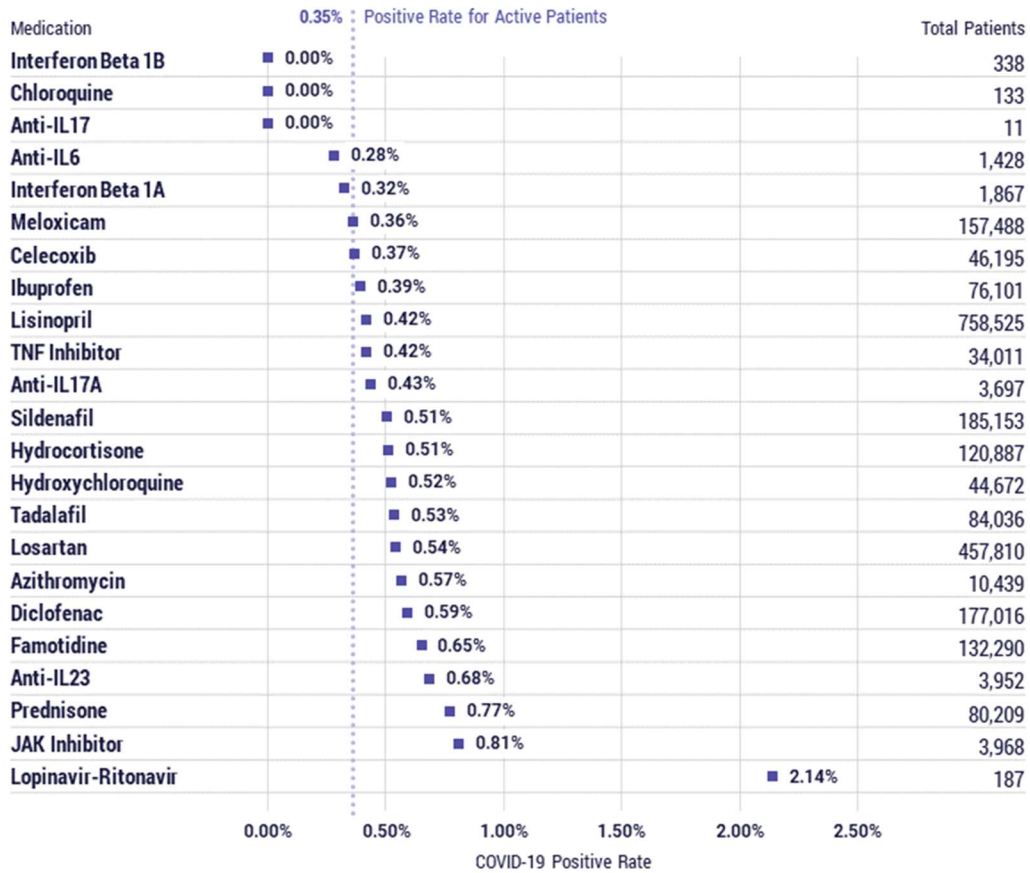 0.35% Positive Rate for Active Patients
Medication Total Patients
Interferon Beta 1B 0.00% 338
Chloroquine 0.00% 133
Anti-IL17 0.00% 11
Anti-IL6 0.28% 1,428
Interferon Beta 1A 0.32% 1,867
Meloxicam 0.36% 157,488
Celecoxib 0.37% 46,195
Ibuprofen 0.39% 76,101
Lisinopril 0.42% 758,525
TNF Inhibitor 0.42% 34,011
Anti-IL17A 0.43% 3,697
Sildenafil 0.51% 185,153
Hydrocortisone 0.51% 120,887
Hydroxychloroquine 0.52% 44,672
Tadalafil 0.53% 84,036
Losartan 0.54% 457,810
Azithromycin 0.57% 10,439
Diclofenac 0.59% 177,016
Famotidine 0.65% 132,290
Anti-IL23 0.68% 3,952
Prednisone 0.77% 80,209
JAK Inhibitor 0.81% 3,968
Lopinavir-Ritonavir 2.14% 187
0.00% 0.50% 1.00% 1.50% 2.00% 2.50%
COVID-19 Positive Rate